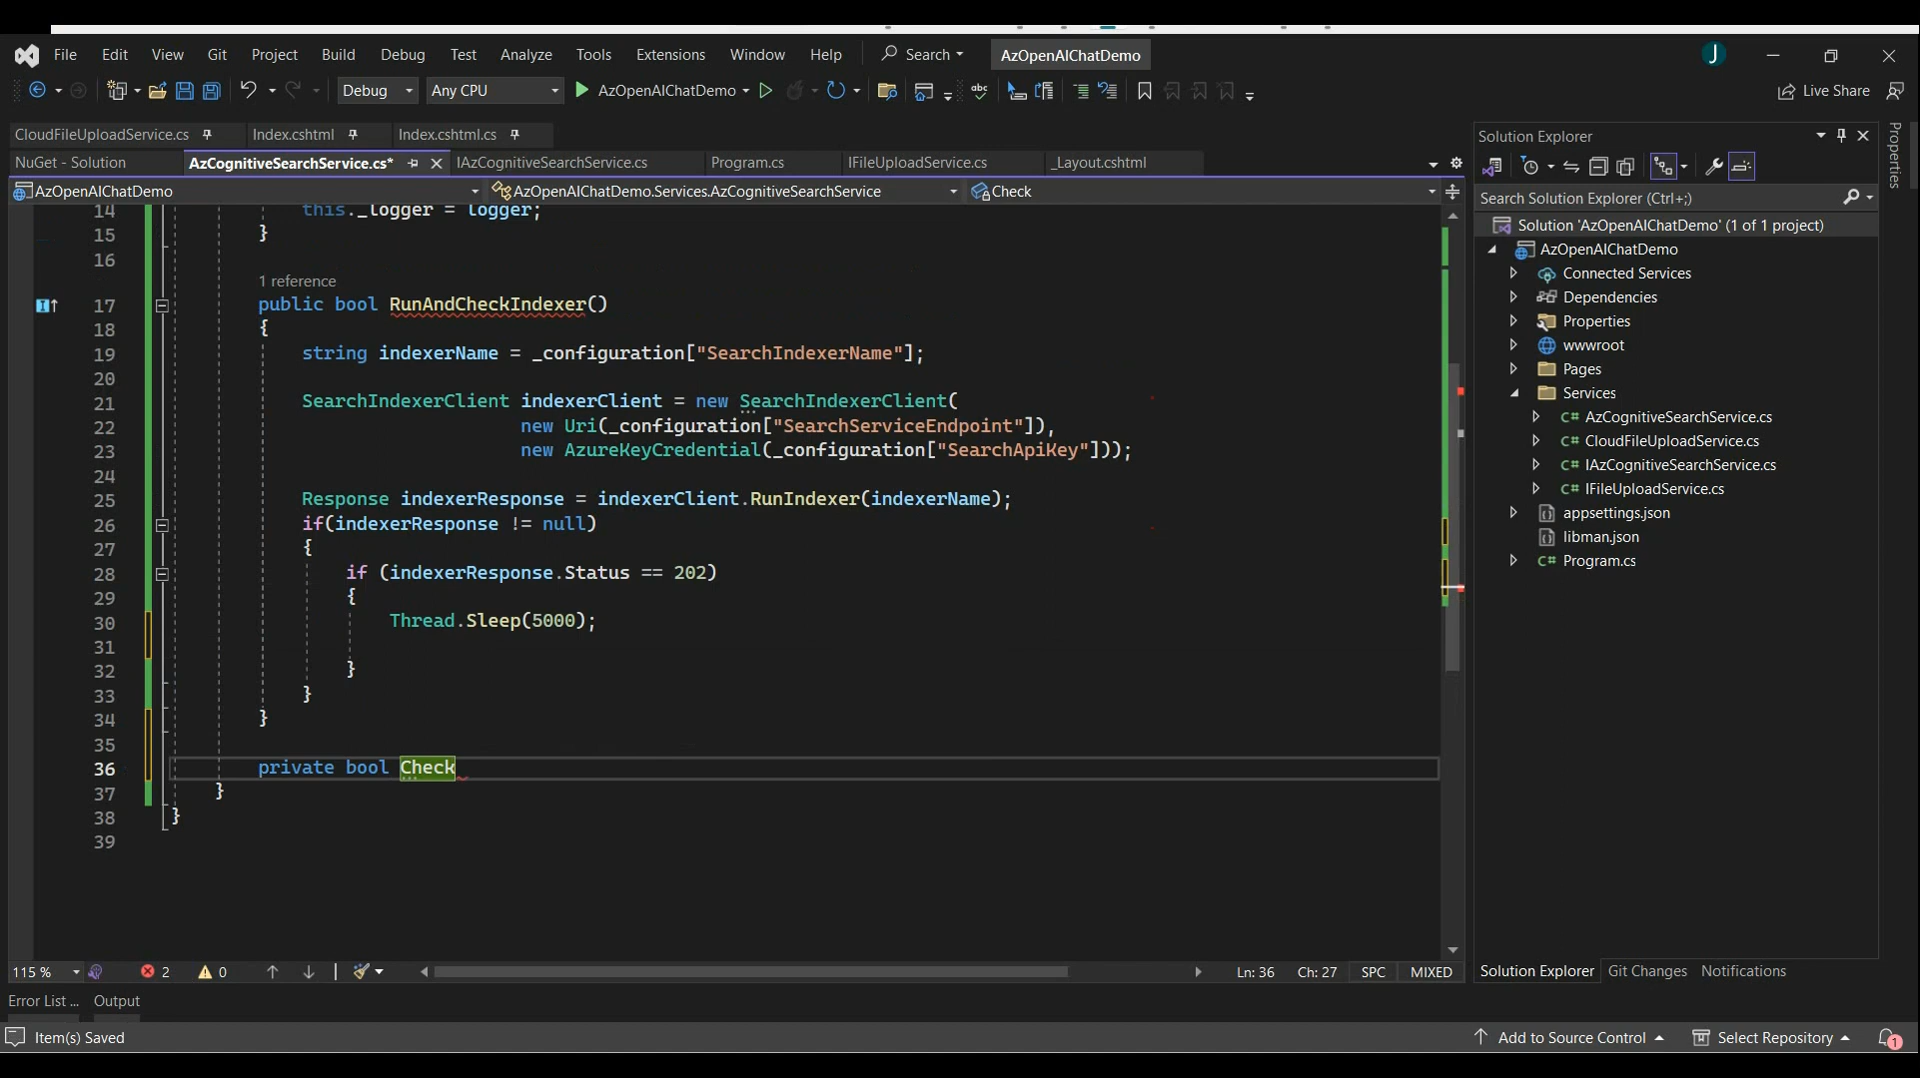 File Edit View Git Project Build Debug Test Analyze Tools Extensions Window Help Search AzOpenAIChatDemo J
Debug Any CPU AzOpenAIChatDemo Live Share
CloudFileUploadService.cs Index.cshtml Index.cshtml.cs
NuGet - Solution AzCognitiveSearchService.cs* IAzCognitiveSearchService.cs Program.cs IFileUploadService.cs _Layout.cshtml
AzOpenAIChatDemo AzOpenAIChatDemo.Services.AzCognitiveSearchService Check
14 this._logger = logger;
15 }
16
1 reference
17 public bool RunAndCheckIndexer()
18 {
19 string indexerName = _configuration["SearchIndexerName"];
20
21 SearchIndexerClient indexerClient = new SearchIndexerClient(
22 new Uri(_configuration["SearchServiceEndpoint"]),
23 new AzureKeyCredential(_configuration["SearchApiKey"]));
24
25 Response indexerResponse = indexerClient.RunIndexer(indexerName);
26 if(indexerResponse != null)
27 {
28 if (indexerResponse.Status == 202)
29 {
30 Thread.Sleep(5000);
31
32 }
33 }
34 }
35
36 private bool Check
37 }
38 }
39
115 % 2 0 Ln: 36 Ch: 27 SPC MIXED
Error List ... Output
Item(s) Saved
Solution Explorer
Search Solution Explorer (Ctrl+;)
Solution 'AzOpenAIChatDemo' (1 of 1 project)
AzOpenAIChatDemo
Connected Services
Dependencies
Properties
wwwroot
Pages
Services
C# AzCognitiveSearchService.cs
C# CloudFileUploadService.cs
C# IAzCognitiveSearchService.cs
C# IFileUploadService.cs
appsettings.json
libman.json
C# Program.cs
Solution Explorer Git Changes Notifications
Properties
Add to Source Control Select Repository 1